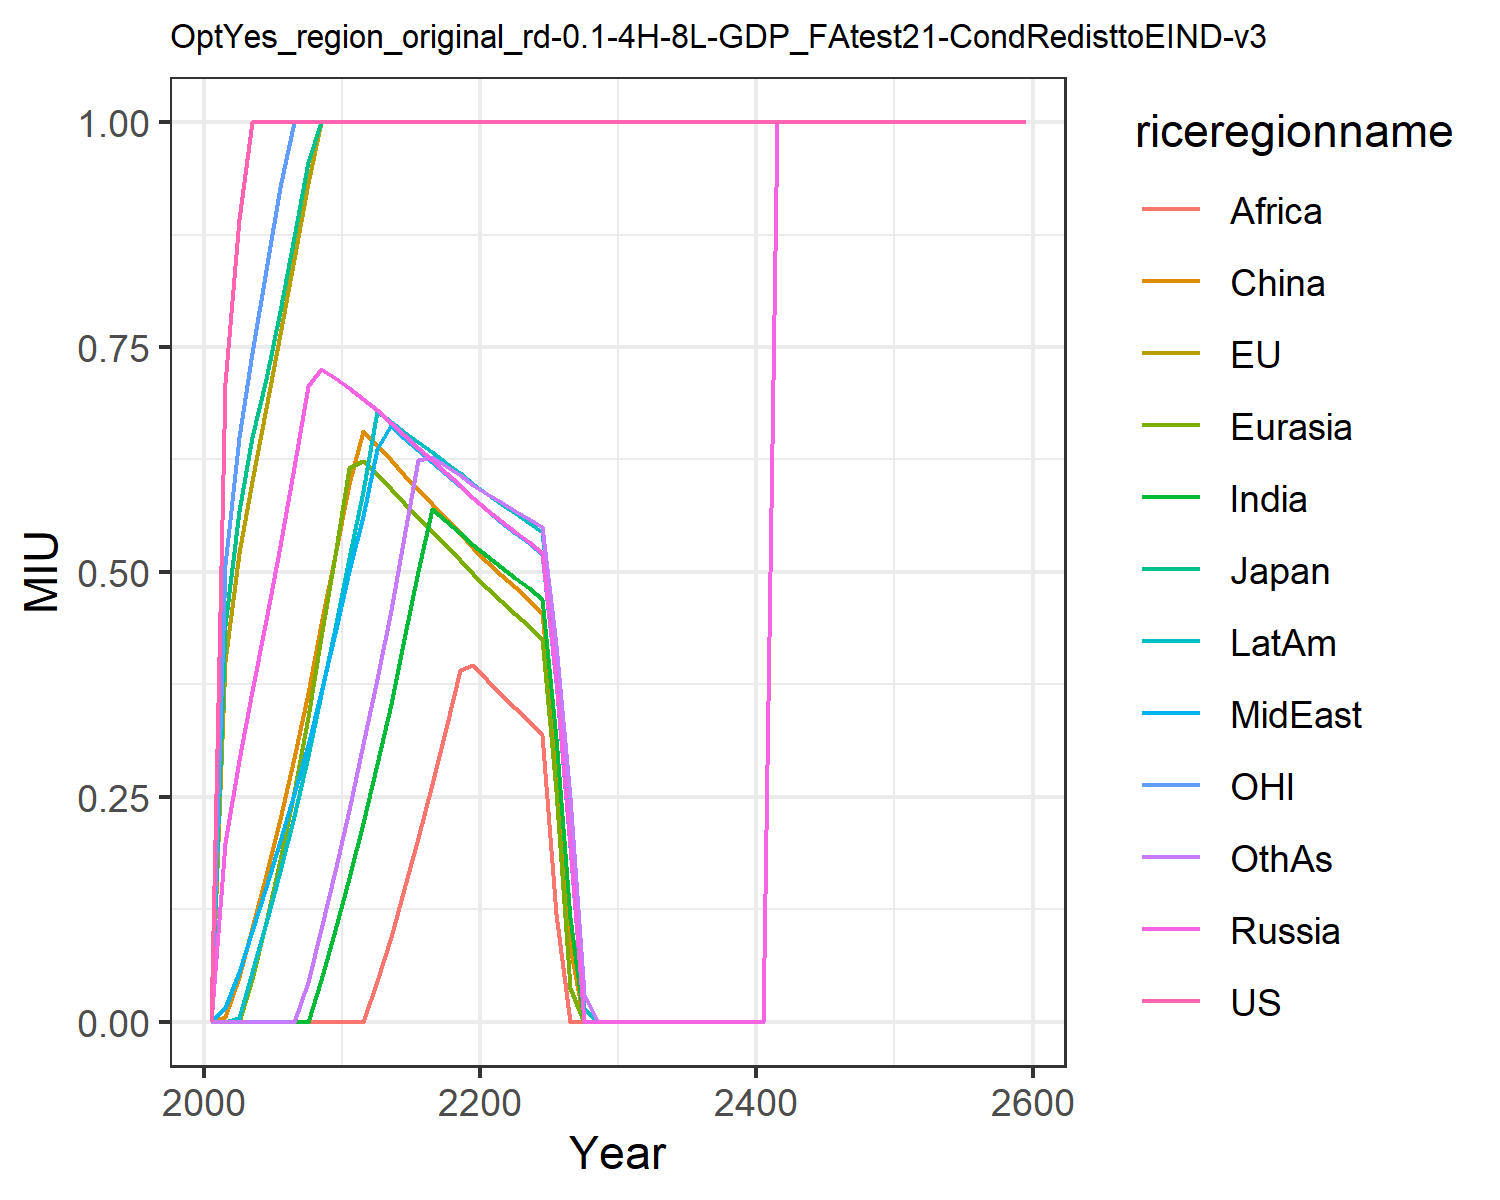 OptYes_region_original_rd-0.1-4H-8L-GDP_FAtest21-CondRedisttoEIND-v3
MIU
1.00
0.75
0.50
0.25
0.00
2000 2200 2400 2600
Year
riceregionname
Africa
China
EU
Eurasia
India
Japan
LatAm
MidEast
OHI
OthAs
Russia
US